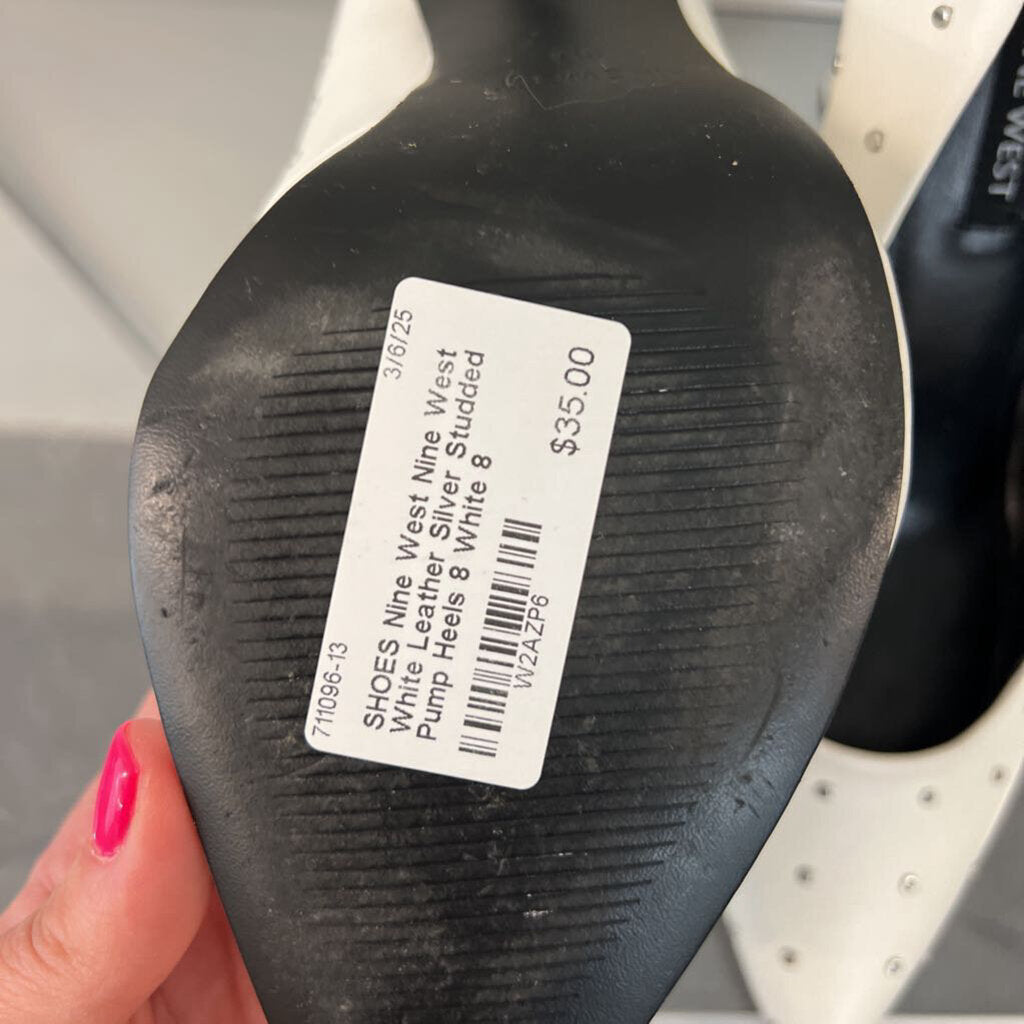 3/6/25
711096-13
SHOES Nine West Nine West
White Leather Silver Studded
Pump Heels 8 White 8
$35.00
W2AZP6
WEST